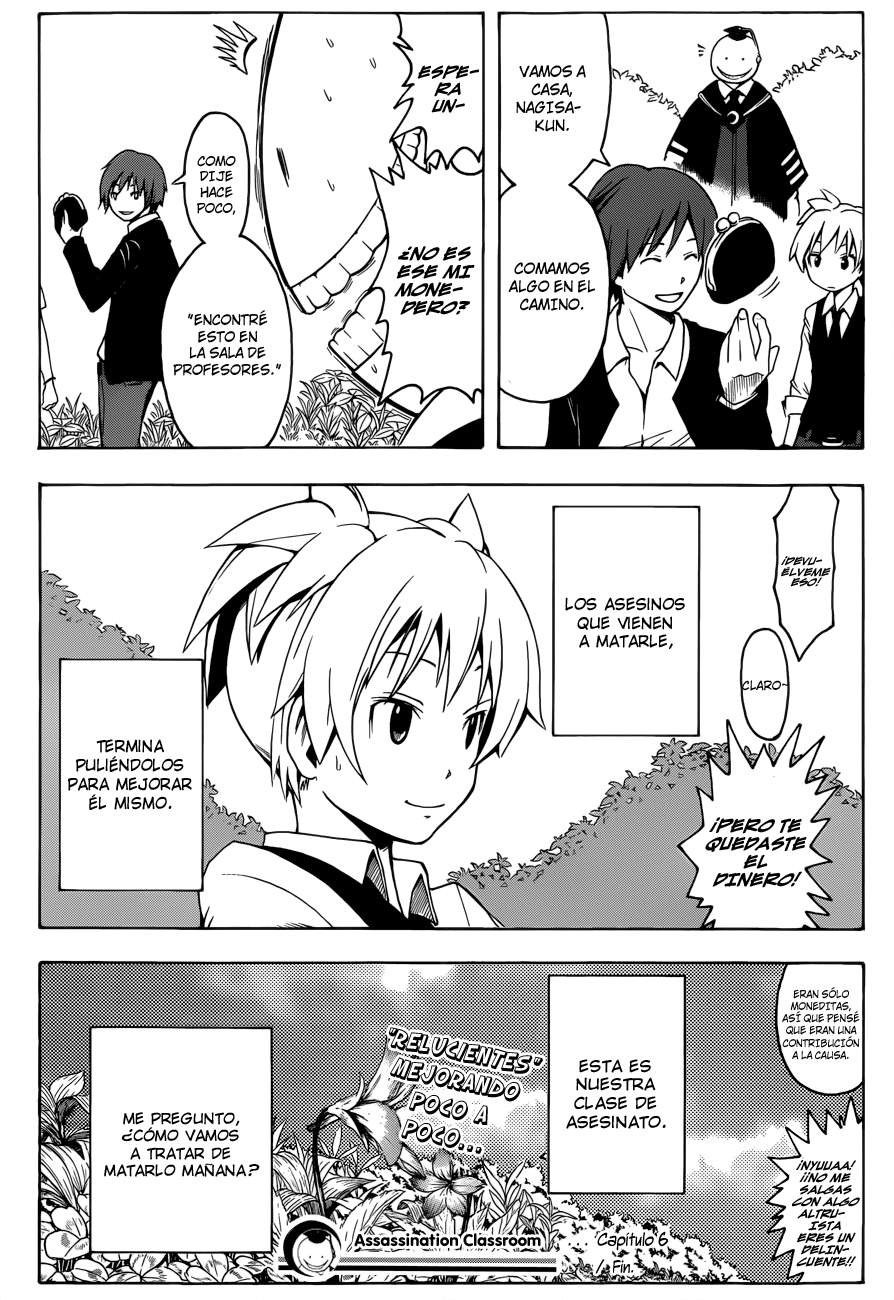 VAMOS A
CASA,
NAGISA-
KUN.
COMAMOS
ALGO EN EL
CAMINO.
ESPE-
RA
UN-
¿NO ES
ESE MI
MONE-
DERO?
COMO
DIJE
HACE
POCO,
"ENCONTRÉ
ESTO EN
LA SALA DE
PROFESORES."
¡DEVU-
ÉLVEME
ESO!
CLARO~
¡PERO TE
QUEDASTE
EL
DINERO!
LOS ASESINOS
QUE VIENEN
A MATARLE,
TERMINA
PULIÉNDOLOS
PARA MEJORAR
ÉL MISMO.
ERAN SÓLO
MONEDITAS,
ASÍ QUE PENSÉ
QUE ERAN UNA
CONTRIBUCIÓN
A LA CAUSA.
¡NYUUAA!
¡¡NO ME
SALGAS
CON ALGO
ALTRU-
ISTA
ERES UN
DELIN-
CUENTE!!
ESTA ES
NUESTRA
CLASE DE
ASESINATO.
"RELUCIENTES"
MEJORANDO
POCO A
POCO...
ME PREGUNTO,
¿CÓMO VAMOS
A TRATAR DE
MATARLO MAÑANA?
Assassination Classroom ... Capítulo 6
/ Fin.